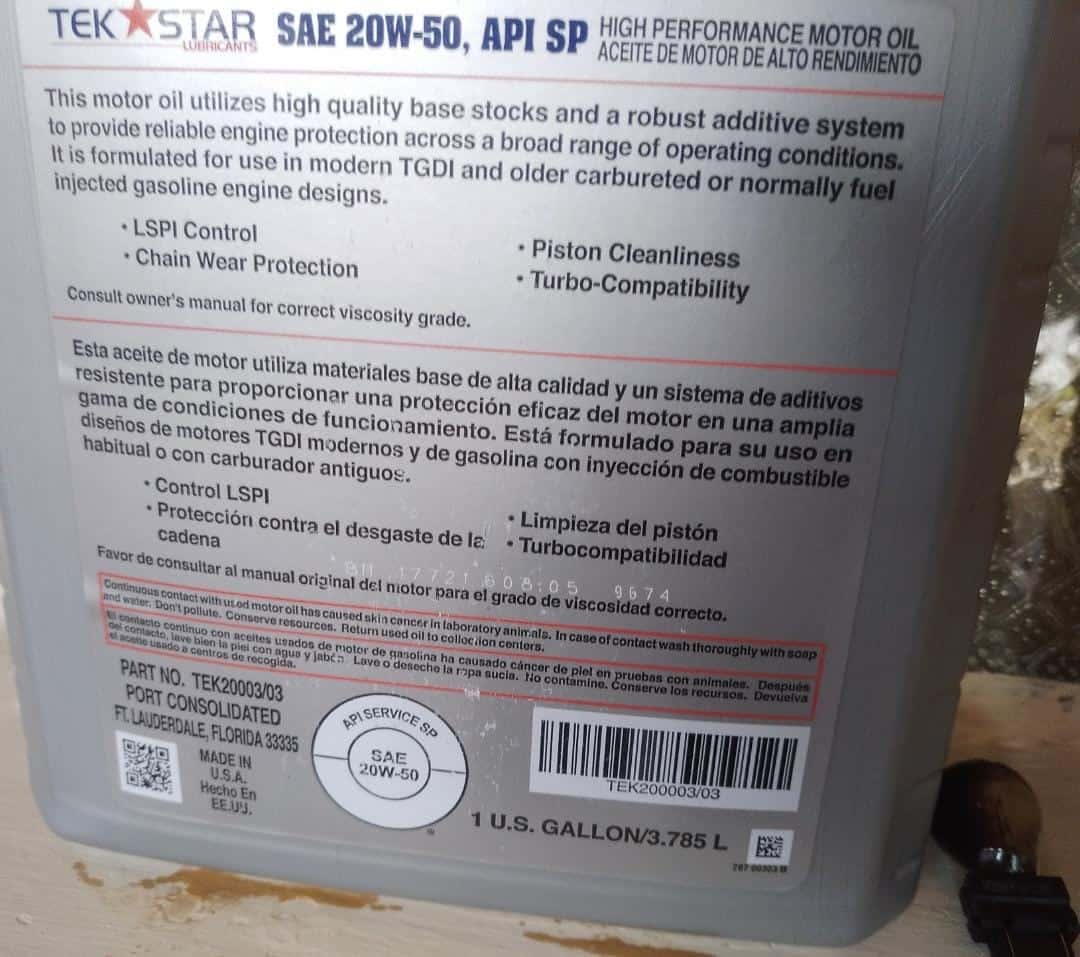 TEK★STAR
LUBRICANTS
SAE 20W-50, API SP
HIGH PERFORMANCE MOTOR OIL
ACEITE DE MOTOR DE ALTO RENDIMIENTO
This motor oil utilizes high quality base stocks and a robust additive system
to provide reliable engine protection across a broad range of operating conditions.
It is formulated for use in modern TGDI and older carbureted or normally fuel
injected gasoline engine designs.
• LSPI Control
• Chain Wear Protection
• Piston Cleanliness
• Turbo-Compatibility
Consult owner's manual for correct viscosity grade.
Esta aceite de motor utiliza materiales base de alta calidad y un sistema de aditivos
resistente para proporcionar una protección eficaz del motor en una amplia
gama de condiciones de funcionamiento. Está formulado para su uso en
diseños de motores TGDI modernos y de gasolina con inyección de combustible
habitual o con carburador antiguos.
• Control LSPI
• Protección contra el desgaste de la
cadena
• Limpieza del pistón
• Turbocompatibilidad
17721 608:05 9674
Favor de consultar al manual original del motor para el grado de viscosidad correcto.
Continuous contact with used motor oil has caused skin cancer in laboratory animals. In case of contact wash thoroughly with soap
and water. Don't pollute. Conserve resources. Return used oil to collection centers.
El contacto continuo con aceites usados de motor de gasolina ha causado cáncer de piel en pruebas con animales. Después
del contacto, lave bien la piel con agua y jabón. Lave o deseche la ropa sucia. No contamine. Conserve los recursos. Devuelva
el aceite usado a centros de recogida.
PART NO. TEK20003/03
PORT CONSOLIDATED
FT. LAUDERDALE, FLORIDA 33335
MADE IN
U.S.A.
Hecho En
EE.UU.
API SERVICE SP
SAE
20W-50
TEK200003/03
1 U.S. GALLON/3.785 L